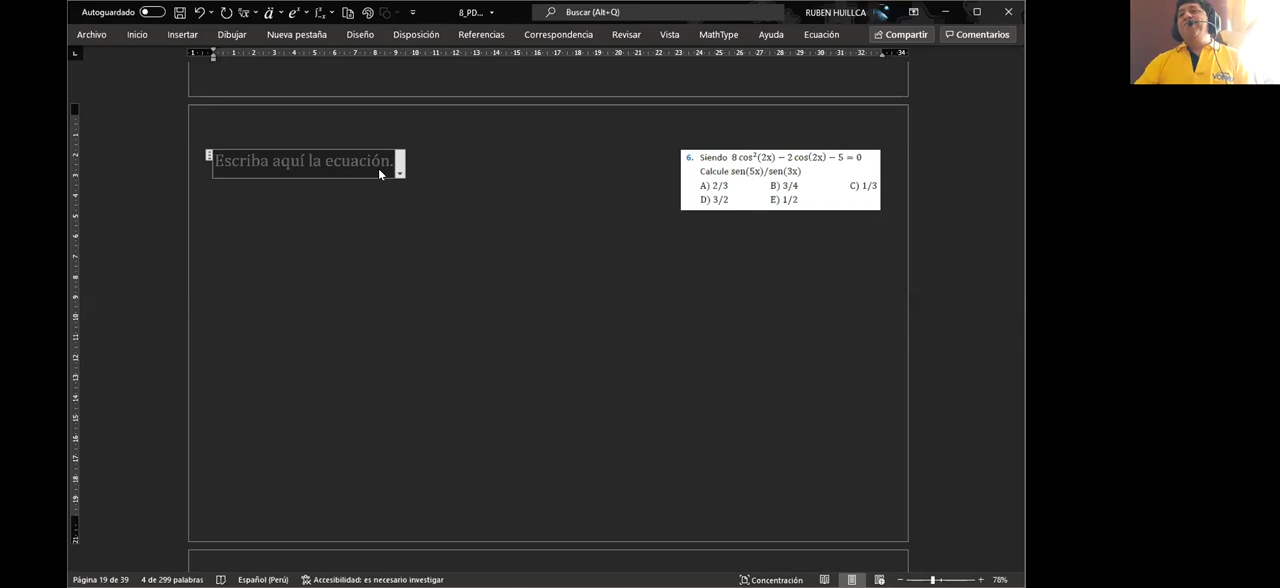 Autoguardado
8_PD...
Buscar (Alt+Q)
RUBEN HUILLCA
Archivo Inicio Insertar Dibujar Nueva pestaña Diseño Disposición Referencias Correspondencia Revisar Vista MathType Ayuda Ecuación Compartir Comentarios
Escriba aquí la ecuación.
6. Siendo 8 cos²(2x) − 2 cos(2x) − 5 = 0
Calcule sen(5x)/sen(3x)
A) 2/3 B) 3/4 C) 1/3
D) 3/2 E) 1/2
Página 19 de 39 4 de 299 palabras Español (Perú) Accesibilidad: es necesario investigar Concentración 78%